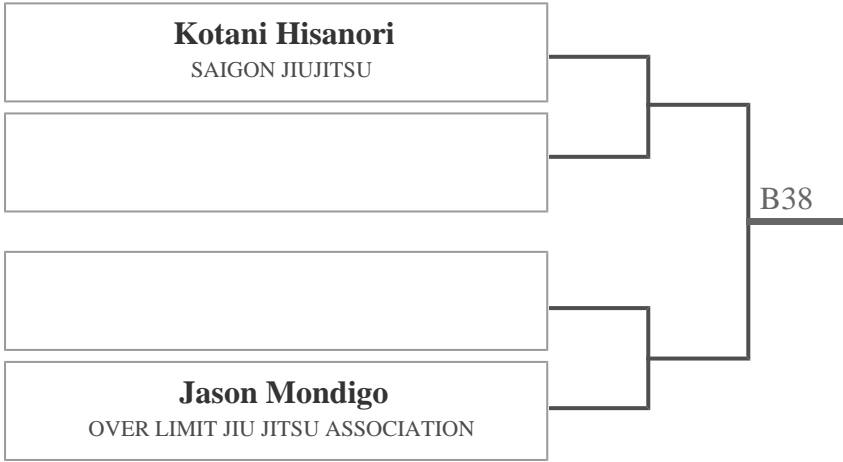 Kotani Hisanori
SAIGON JIUJITSU
B38
Jason Mondigo
OVER LIMIT JIU JITSU ASSOCIATION